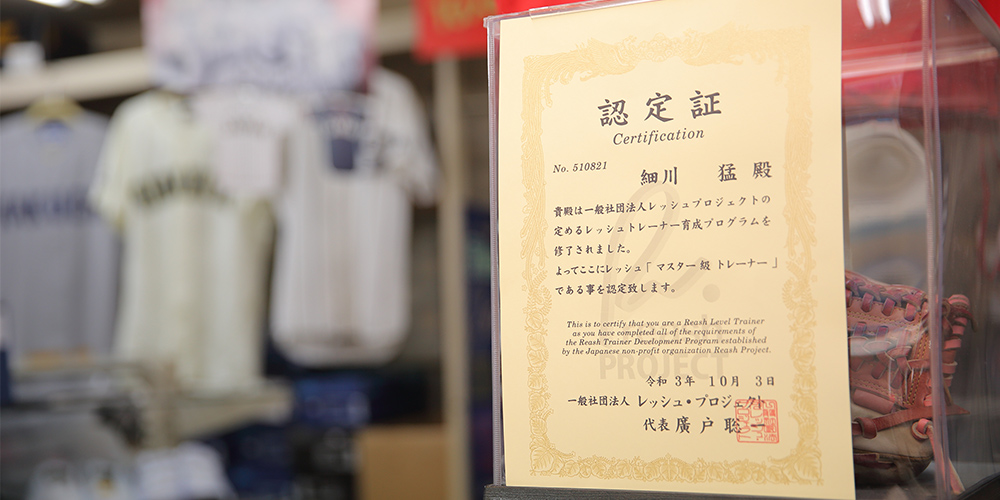 認定証
Certification
No. 510821
細川 猛 殿
貴殿は一般社団法人レッシュプロジェクトの
定めるレッシュトレーナー育成プログラムを
修了されました。
よってここにレッシュ「マスター級 トレーナー」
である事を認定致します。
This is to certify that you are a Reash Level Trainer
as you have completed all of the requirements of
the Reash Trainer Development Program established
by the Japanese non-profit organization Reash Project.
PROJECT
令和 3年 10月 3日
一般社団法人 レッシュ・プロジェクト
代表 廣戸聡一